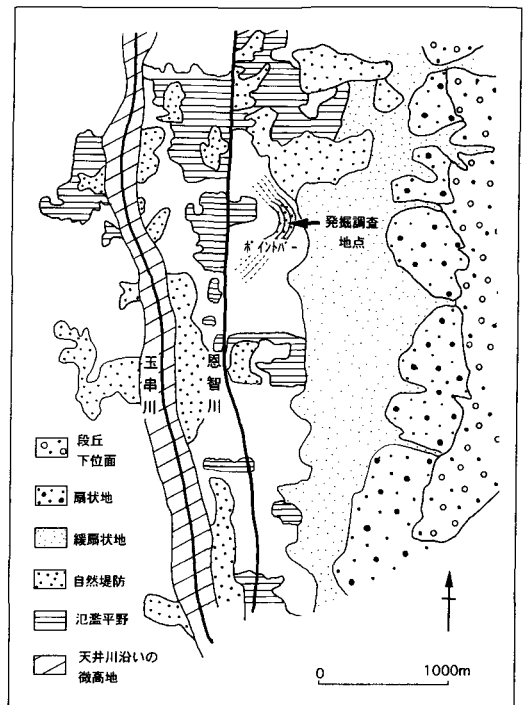 発掘調査
地点
ポイントバー
玉串川
恩智川
段丘
下位面
扇状地
緩扇状地
自然堤防
氾濫平野
天井川沿いの
微高地
0 1000m